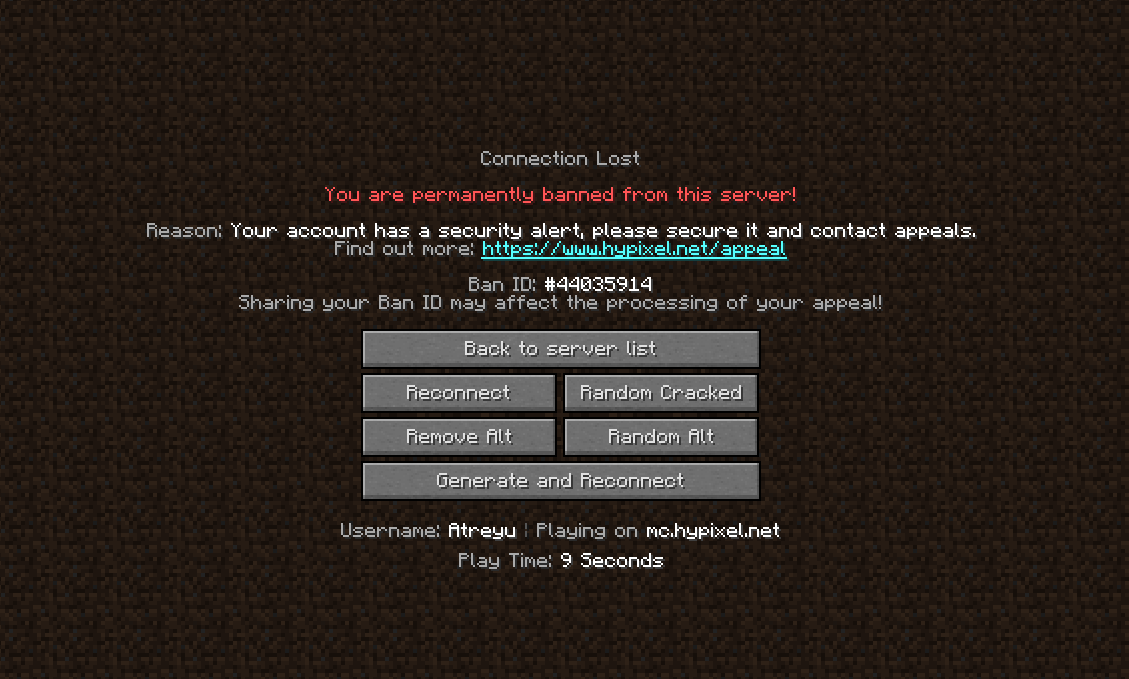 Connection Lost
You are permanently banned from this server!
Reason: Your account has a security alert, please secure it and contact appeals.
Find out more: https://www.hypixel.net/appeal
Ban ID: #44035914
Sharing your Ban ID may affect the processing of your appeal!
Back to server list
Reconnect
Random Cracked
Remove Alt
Random Alt
Generate and Reconnect
Username: Atreyu | Playing on mc.hypixel.net
Play Time: 9 Seconds